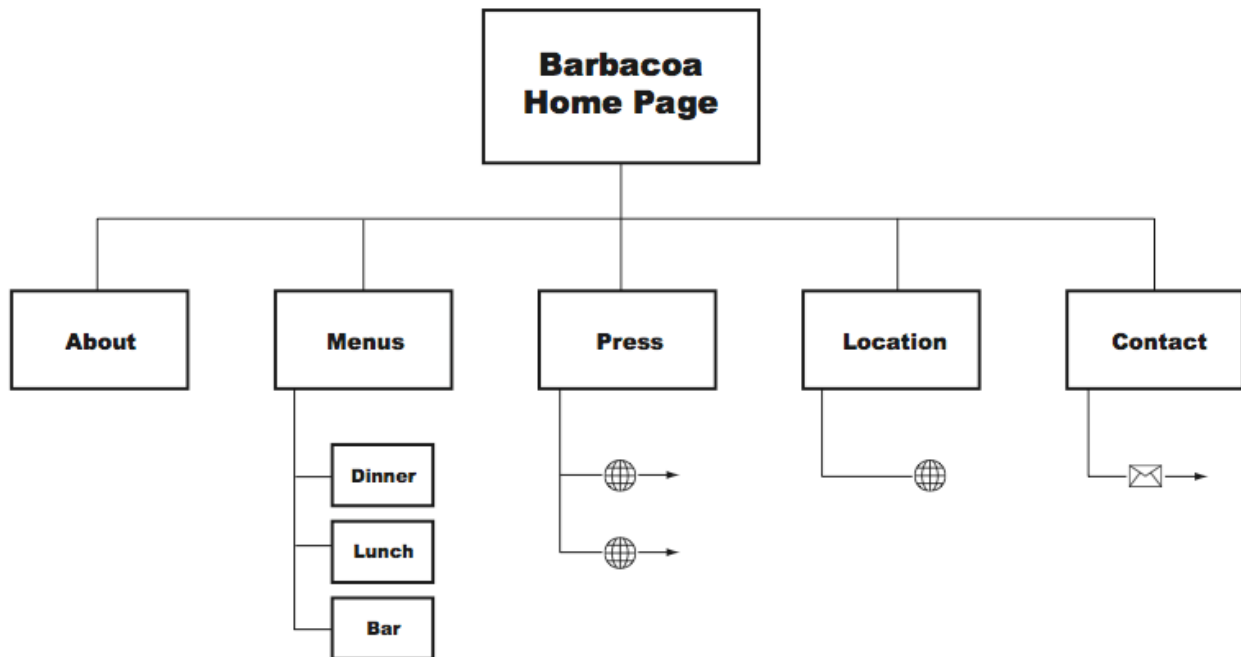 Barbacoa
Home Page
About
Menus
Press
Location
Contact
Dinner
Lunch
Bar